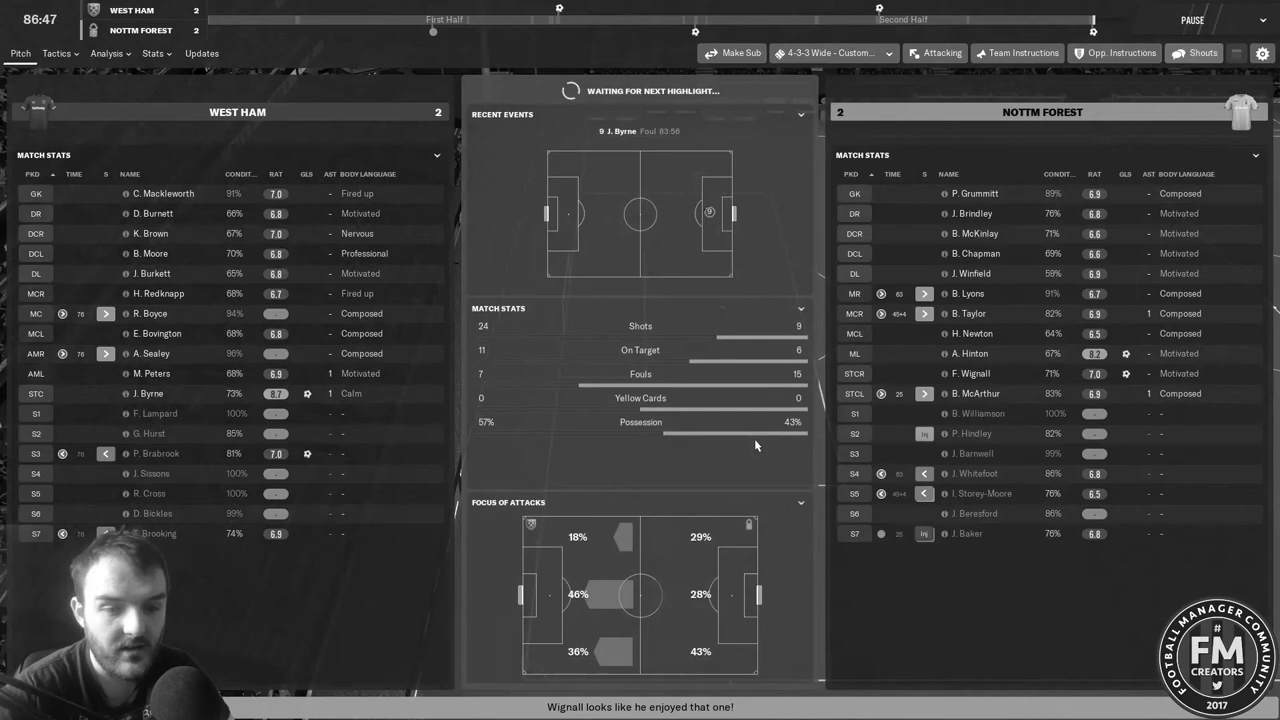 86:47
WEST HAM 2
NOTTM FOREST 2
First Half
Second Half
PAUSE
Pitch Tactics Analysis Stats Updates
Make Sub 4-3-3 Wide - Custom... Attacking Team Instructions Opp. Instructions Shouts
WEST HAM 2
MATCH STATS
PKD TIME S NAME CONDIT... RAT GLS AST BODY LANGUAGE
GK C. Mackleworth 91% 7.0 - Fired up
DR D. Burnett 66% 6.8 - Motivated
DCR K. Brown 67% 7.0 - Nervous
DCL B. Moore 70% 6.8 - Professional
DL J. Burkett 65% 6.8 - Motivated
MCR H. Redknapp 68% 6.7 - Fired up
MC 76 R. Boyce 94% - - Composed
MCL E. Bovington 68% 6.8 - Composed
AMR 76 A. Sealey 96% - - Composed
AML M. Peters 68% 6.9 1 Motivated
STC J. Byrne 73% 8.7 1 Calm
S1 F. Lampard 100% - - -
S2 G. Hurst 85% - - -
S3 76 P. Brabrook 81% 7.0 - -
S4 J. Sissons 100% - - -
S5 R. Cross 100% - - -
S6 D. Bickles 99% - - -
S7 76 Brooking 74% 6.9 - -
WAITING FOR NEXT HIGHLIGHT...
RECENT EVENTS
9 J. Byrne Foul 83:56
9
MATCH STATS
24 Shots 9
11 On Target 6
7 Fouls 15
0 Yellow Cards 0
57% Possession 43%
FOCUS OF ATTACKS
18% 29%
46% 28%
36% 43%
2 NOTTM FOREST
MATCH STATS
PKD TIME S NAME CONDIT... RAT GLS AST BODY LANGUAGE
GK P. Grummitt 89% 6.9 - Composed
DR J. Brindley 76% 6.8 - Motivated
DCR B. McKinlay 71% 6.6 - Motivated
DCL B. Chapman 69% 6.6 - Motivated
DL J. Winfield 59% 6.9 - Motivated
MR 63 B. Lyons 91% 6.7 - Composed
MCR 45+4 B. Taylor 82% 6.9 1 Composed
MCL H. Newton 64% 6.5 - Composed
ML A. Hinton 67% 8.2 - Motivated
STCR F. Wignall 71% 7.0 - Motivated
STCL 25 B. McArthur 83% 6.9 1 Composed
S1 B. Williamson 100% - - -
S2 Inj P. Hindley 82% - - -
S3 J. Barnwell 99% - - -
S4 63 J. Whitefoot 86% 6.8 - -
S5 45+4 I. Storey-Moore 76% 6.5 - -
S6 J. Beresford 86% - - -
S7 25 Inj J. Baker 76% 6.8 - -
Wignall looks like he enjoyed that one!
FOOTBALL MANAGER COMMUNITY
#
FM
CREATORS
2017